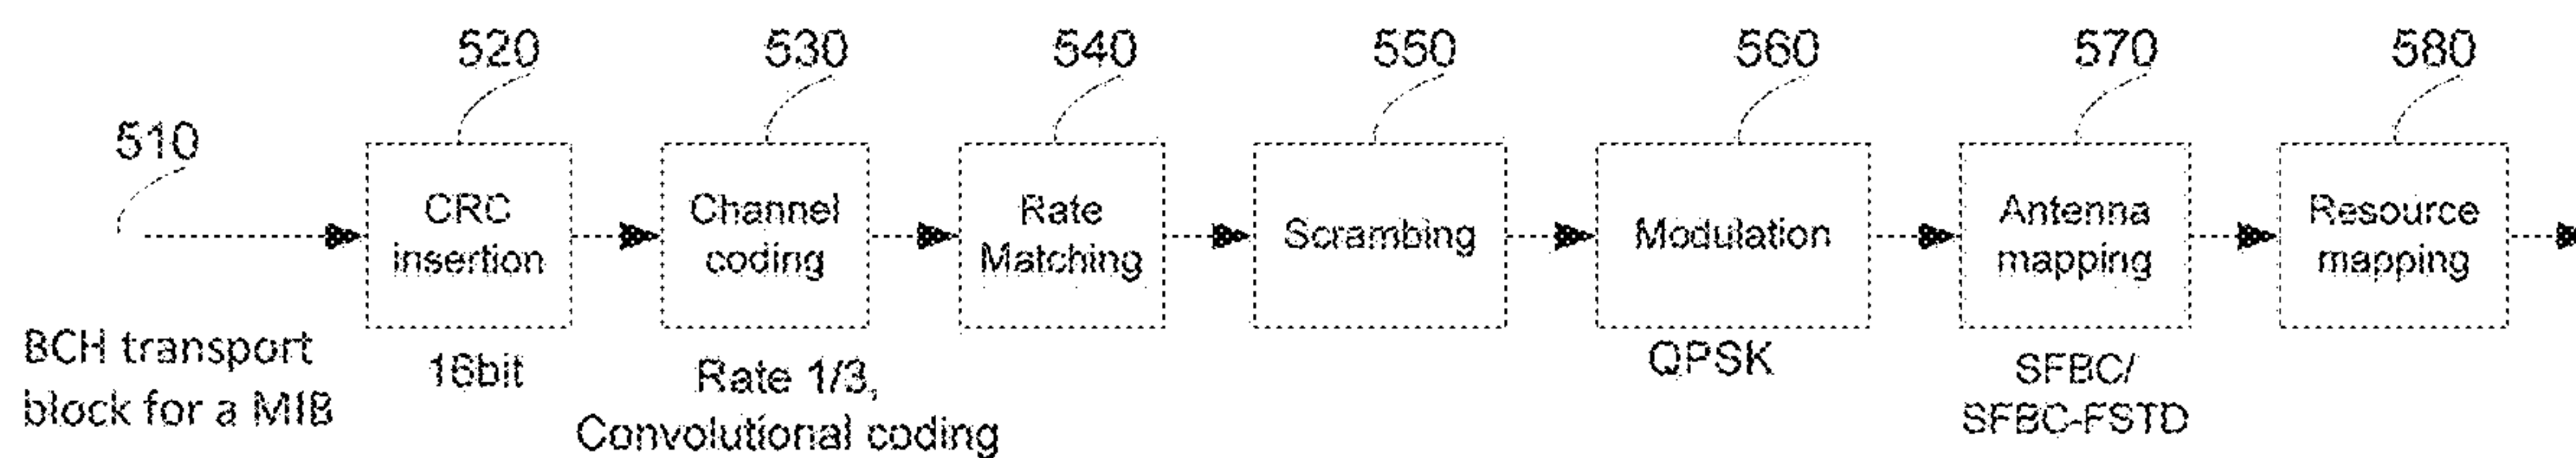 520 530 540 550 560 570 580
510
CRC
insertion
Channel
coding
Rate
Matching
Scrambing
Modulation
Antenna
mapping
Resource
mapping
BCH transport
block for a MIB
16bit
Rate 1/3,
Convolutional coding
QPSK
SFBC/
SFBC-FSTD